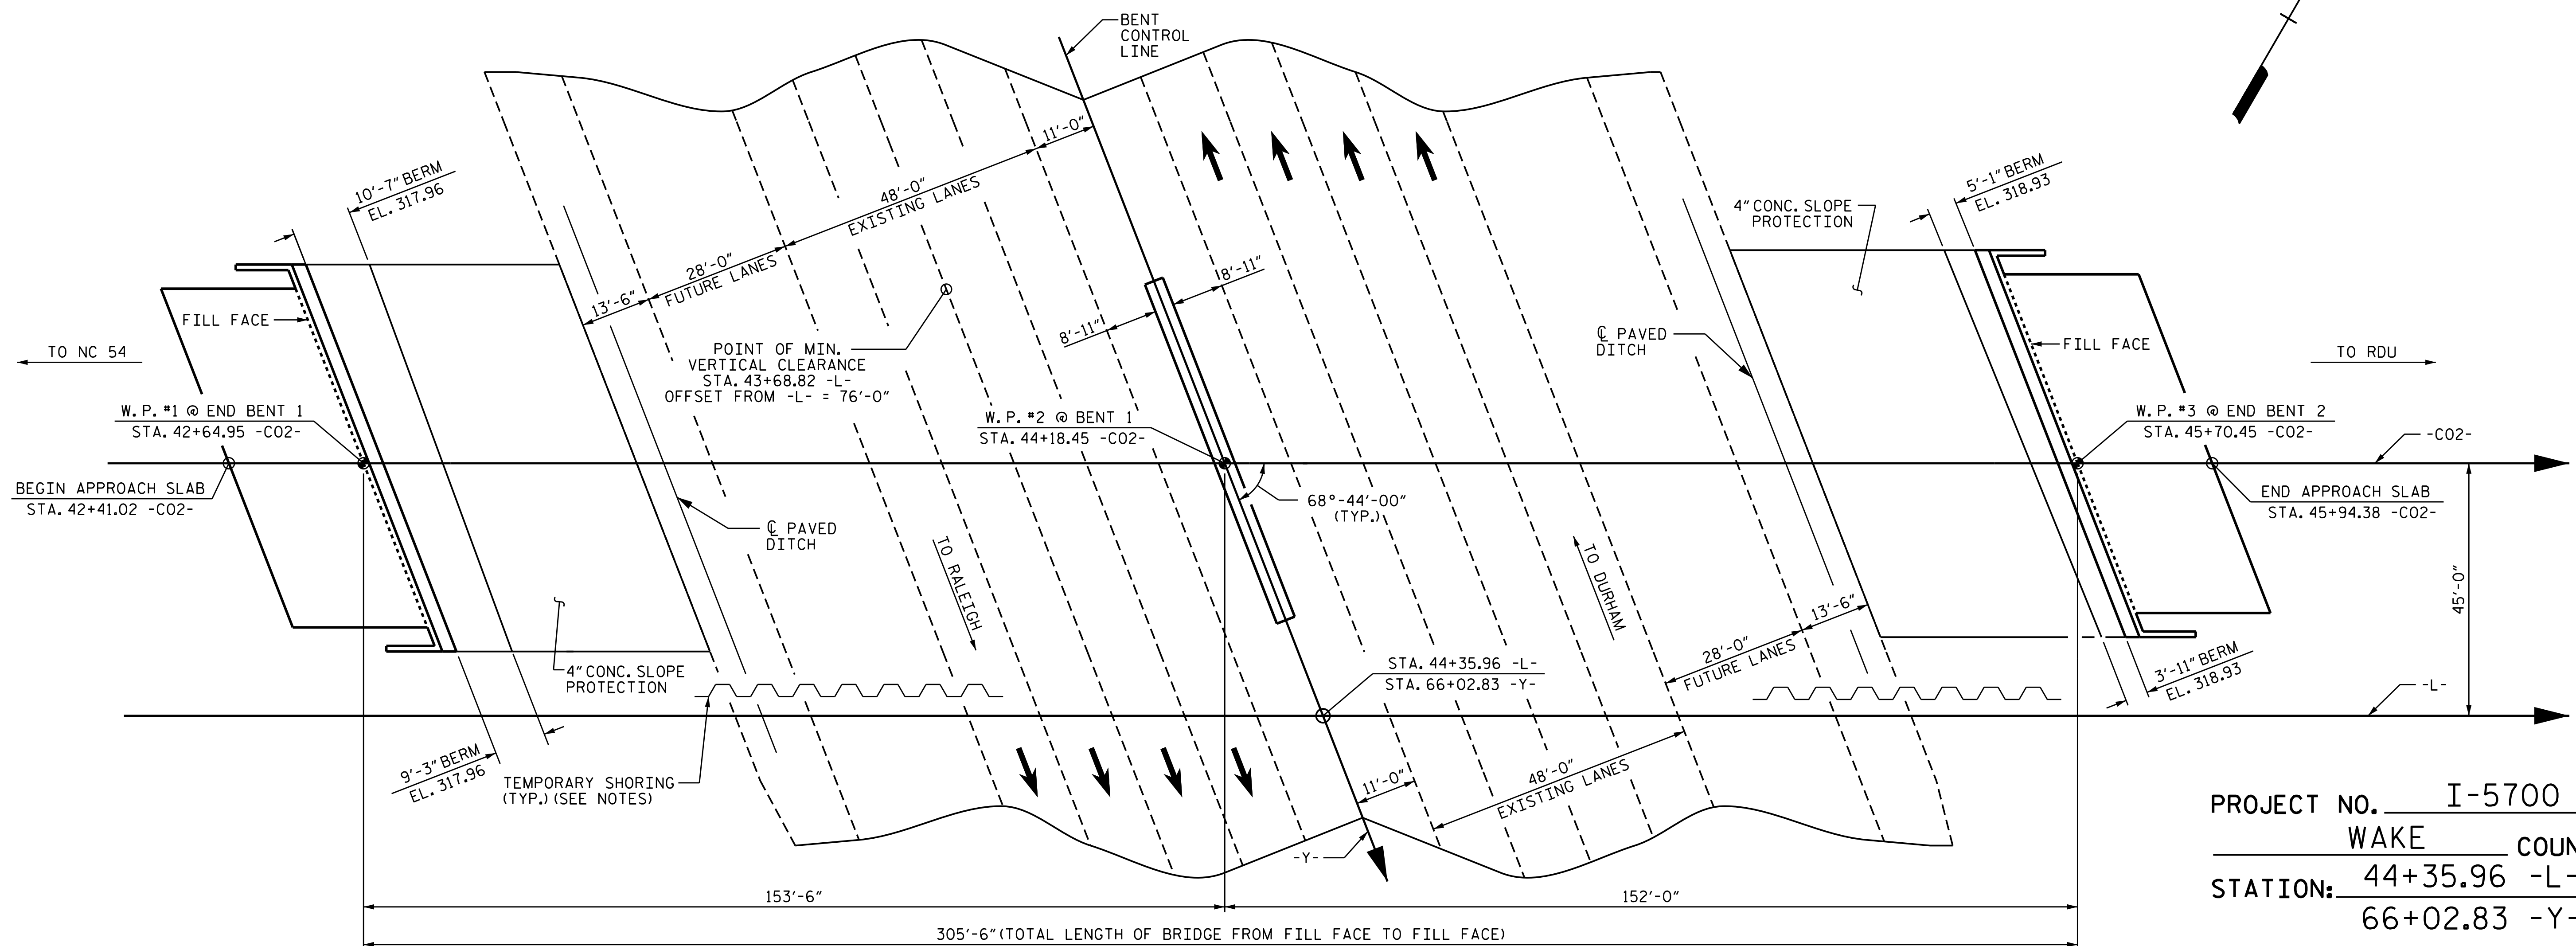 BENT
CONTROL
LINE
10'-7" BERM
EL. 317.96
13'-6"
28'-0"
FUTURE LANES
48'-0"
EXISTING LANES
11'-0"
5'-1" BERM
EL. 318.93
4" CONC. SLOPE
PROTECTION
8'-11"
8'-11"
FILL FACE
TO NC 54
POINT OF MIN.
VERTICAL CLEARANCE
STA. 43+68.82 -L-
OFFSET FROM -L- = 76'-0"
℄ PAVED
DITCH
FILL FACE
TO RDU
W.P. #1 @ END BENT 1
STA. 42+64.95 -CO2-
W.P. #2 @ BENT 1
STA. 44+18.45 -CO2-
W.P. #3 @ END BENT 2
STA. 45+70.45 -CO2-
-CO2-
BEGIN APPROACH SLAB
STA. 42+41.02 -CO2-
68°-44'-00"
(TYP.)
END APPROACH SLAB
STA. 45+94.38 -CO2-
℄ PAVED
DITCH
TO RALEIGH
TO DURHAM
45'-0"
4" CONC. SLOPE
PROTECTION
STA. 44+35.96 -L-
STA. 66+02.83 -Y-
28'-0"
FUTURE LANES
13'-6"
3'-11" BERM
EL. 318.93
-L-
9'-3" BERM
EL. 317.96
TEMPORARY SHORING
(TYP.) (SEE NOTES)
11'-0"
48'-0"
EXISTING LANES
-Y-
153'-6"
152'-0"
305'-6" (TOTAL LENGTH OF BRIDGE FROM FILL FACE TO FILL FACE)
PROJECT NO. I-5700
WAKE COUN
STATION: 44+35.96 -L-
66+02.83 -Y-